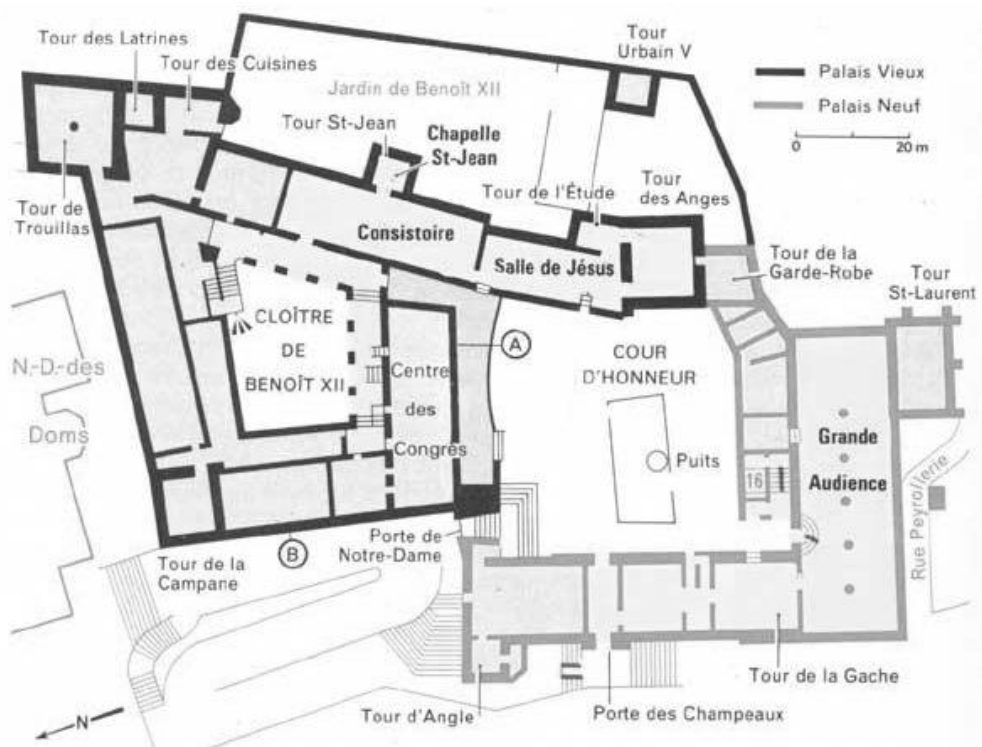 Tour des Latrines
Tour des Cuisines
Jardin de Benoît XII
Tour
Urbain V
Palais Vieux
Palais Neuf
0 20 m
Tour St-Jean
Chapelle
St-Jean
Tour de l'Étude
Tour
des Anges
Tour de
Trouillas
Consistoire
Salle de Jésus
Tour de la
Garde-Robe
Tour
St-Laurent
N.-D.-des
Doms
CLOÎTRE
DE
BENOÎT XII
A
Centre
des
Congrès
COUR
D'HONNEUR
Puits
16
Grande
Audience
Rue Peyrollerie
Porte de
Notre-Dame
B
Tour de la
Campane
Tour de la Gache
Tour d'Angle
Porte des Champeaux
N